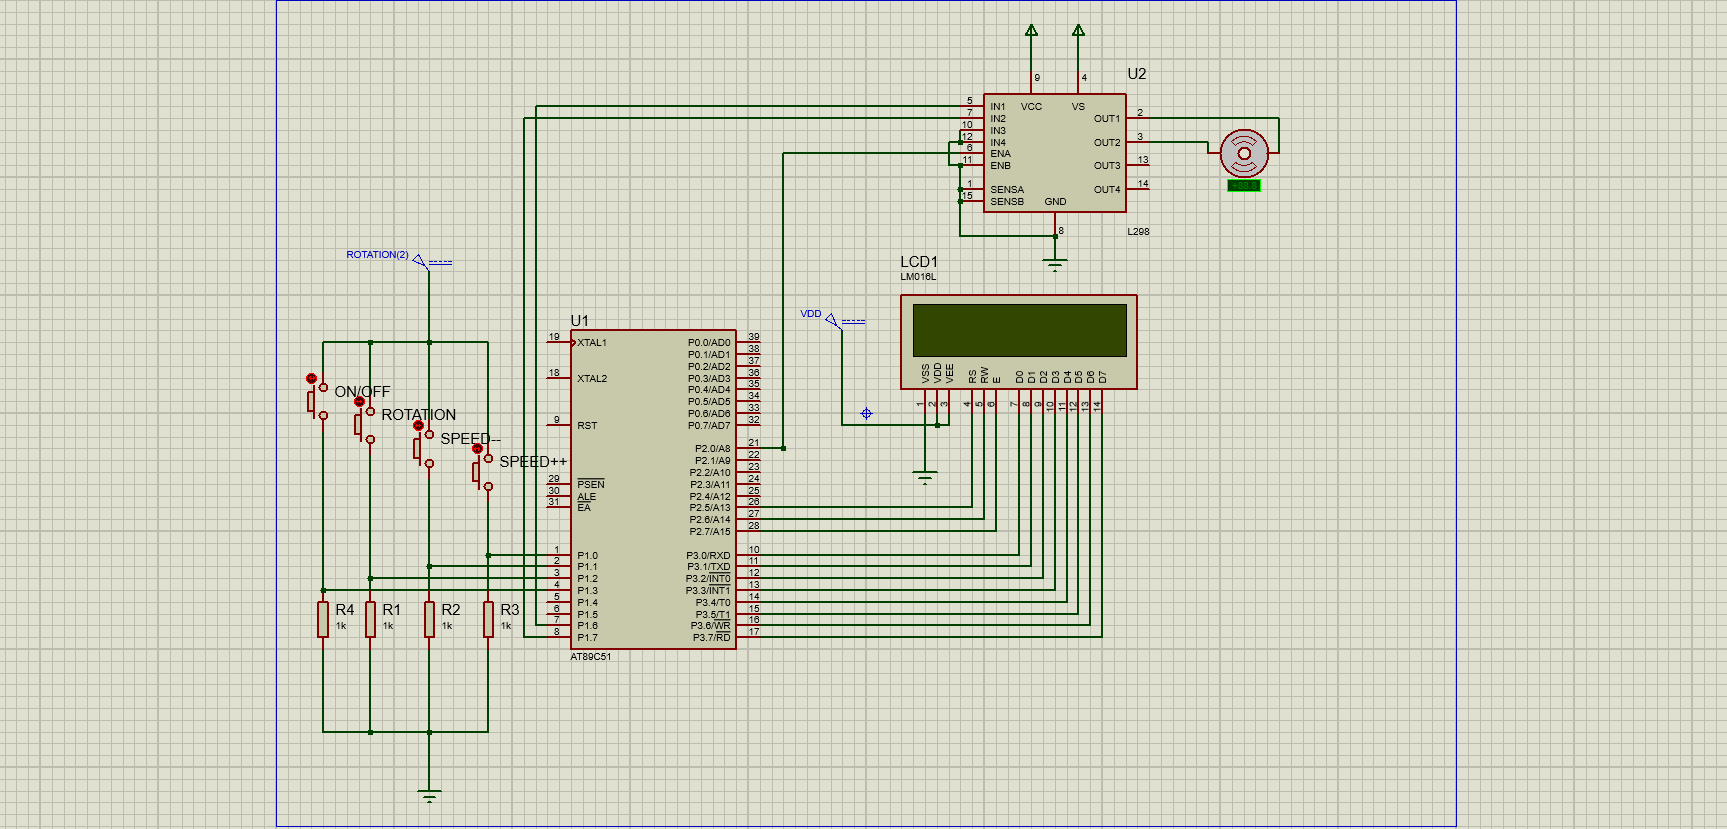 U2
9
4
5 IN1 VCC VS
7 IN2 OUT1 2
10 IN3
12 IN4 OUT2 3
6 ENA
11 ENB OUT3 13
1 SENSA OUT4 14
15 SENSB GND
8
L298
ROTATION(2)
LCD1
LM016L
VDD
VSS
VDD
VEE
RS
RW
E
D0
D1
D2
D3
D4
D5
D6
D7
1
2
3
4
5
6
7
8
9
10
11
12
13
14
U1
19 XTAL1 P0.0/AD0 39
P0.1/AD1 38
P0.2/AD2 37
18 XTAL2 P0.3/AD3 36
P0.4/AD4 35
P0.5/AD5 34
P0.6/AD6 33
9 RST P0.7/AD7 32
P2.0/A8 21
P2.1/A9 22
P2.2/A10 23
29 PSEN P2.3/A11 24
30 ALE P2.4/A12 25
31 EA P2.5/A13 26
P2.6/A14 27
P2.7/A15 28
1 P1.0 P3.0/RXD 10
2 P1.1 P3.1/TXD 11
3 P1.2 P3.2/INT0 12
4 P1.3 P3.3/INT1 13
5 P1.4 P3.4/T0 14
6 P1.5 P3.5/T1 15
7 P1.6 P3.6/WR 16
8 P1.7 P3.7/RD 17
AT89C51
ON/OFF
ROTATION
SPEED--
SPEED++
R4 R1 R2 R3
1k 1k 1k 1k